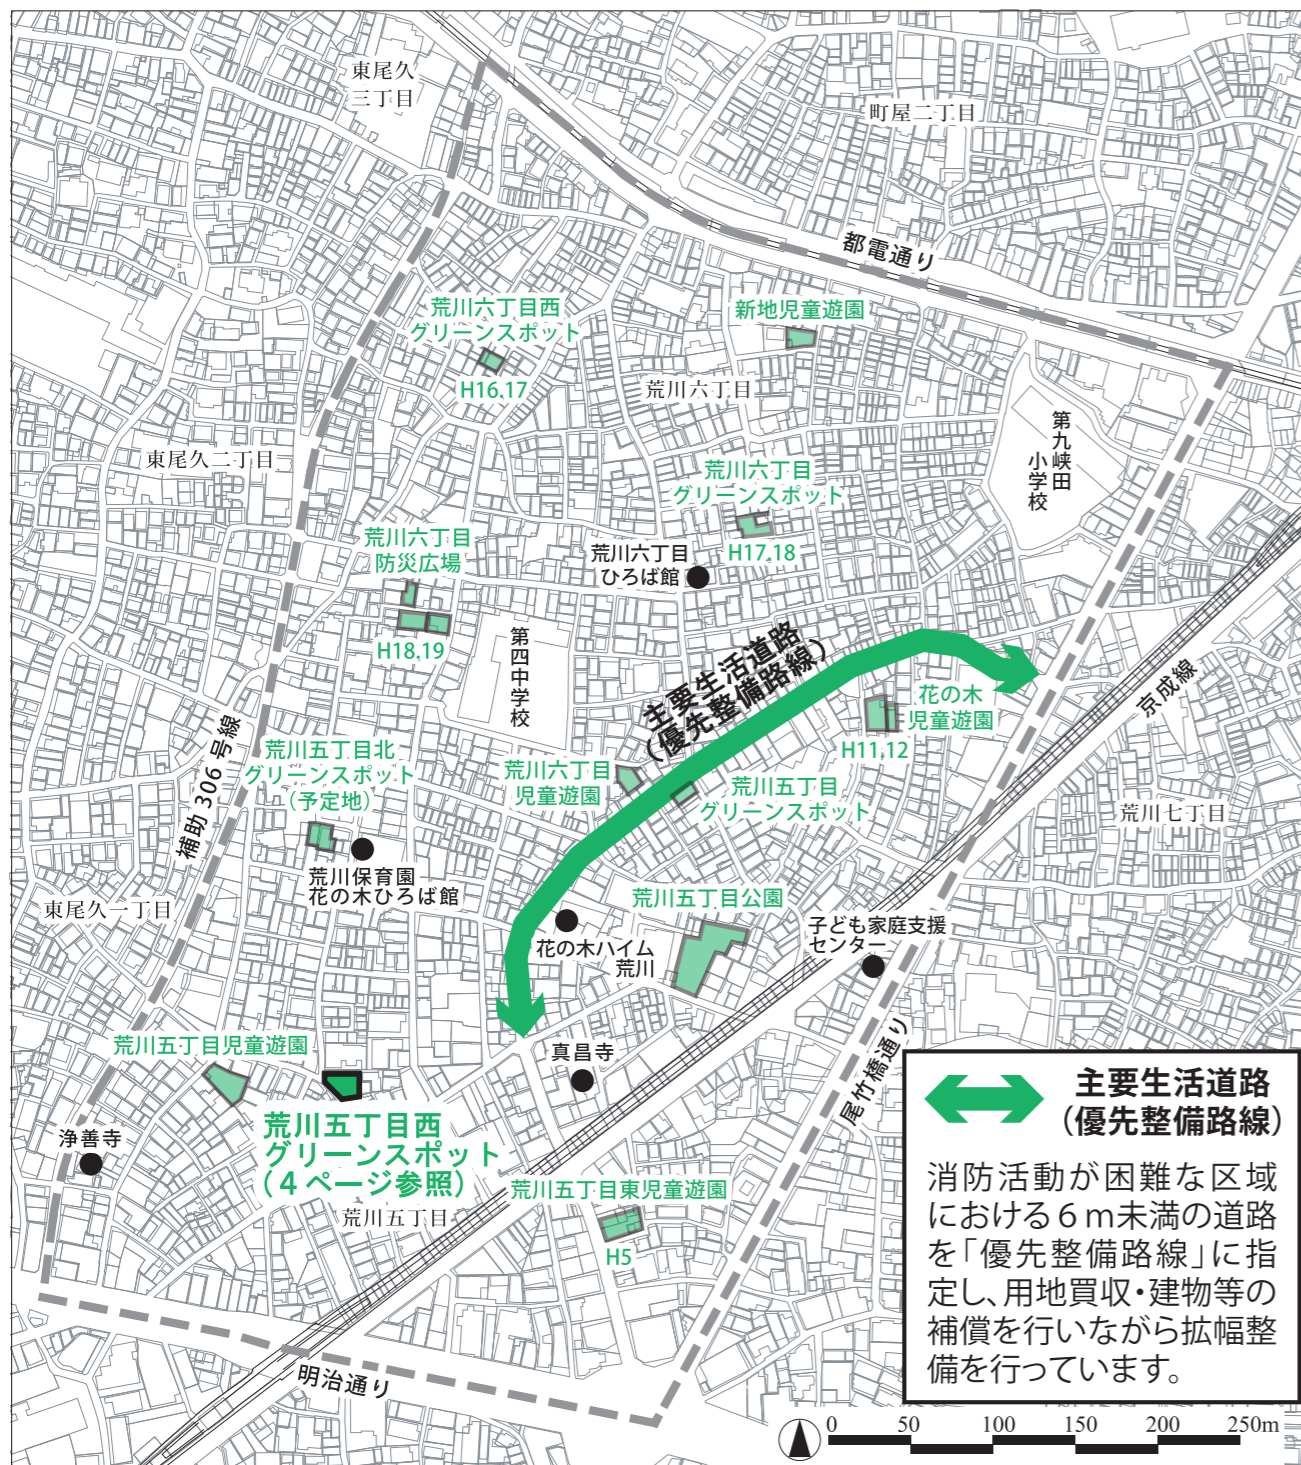 東尾久
三丁目
町屋二丁目
都電通り
荒川六丁目西
グリーンスポット
H16,17
新地児童遊園
荒川六丁目
第九峡田
小学校
東尾久二丁目
荒川六丁目
グリーンスポット
H17,18
荒川六丁目
防災広場
H18,19
荒川六丁目
ひろば館
第四中学校
主要生活道路
（優先整備路線）
花の木
児童遊園
H11,12
京成線
補助306号線
荒川五丁目北
グリーンスポット
（予定地）
荒川六丁目
児童遊園
荒川五丁目
グリーンスポット
荒川七丁目
荒川保育園
花の木ひろば館
東尾久一丁目
荒川五丁目公園
花の木ハイム
荒川
子ども家庭支援
センター
荒川五丁目児童遊園
真昌寺
尾竹橋通り
浄善寺
荒川五丁目西
グリーンスポット
（4ページ参照）
荒川五丁目
荒川五丁目東児童遊園
H5
明治通り
主要生活道路
（優先整備路線）
消防活動が困難な区域
における6m未満の道路
を「優先整備路線」に指
定し、用地買収・建物等の
補償を行いながら拡幅整
備を行っています。
0 50 100 150 200 250m